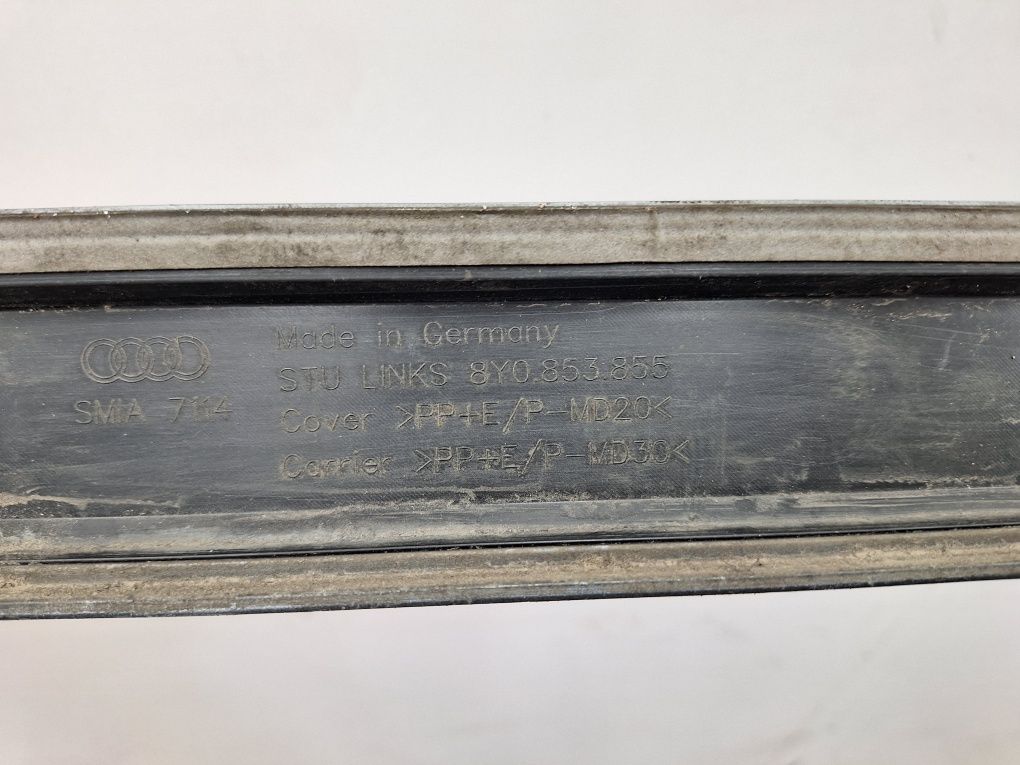 Made in Germany
STU LINKS 8Y0.853.855
SMIA 7114
Cover >PP+E/P-MD20<
Carrier >PP+E/P-MD30<